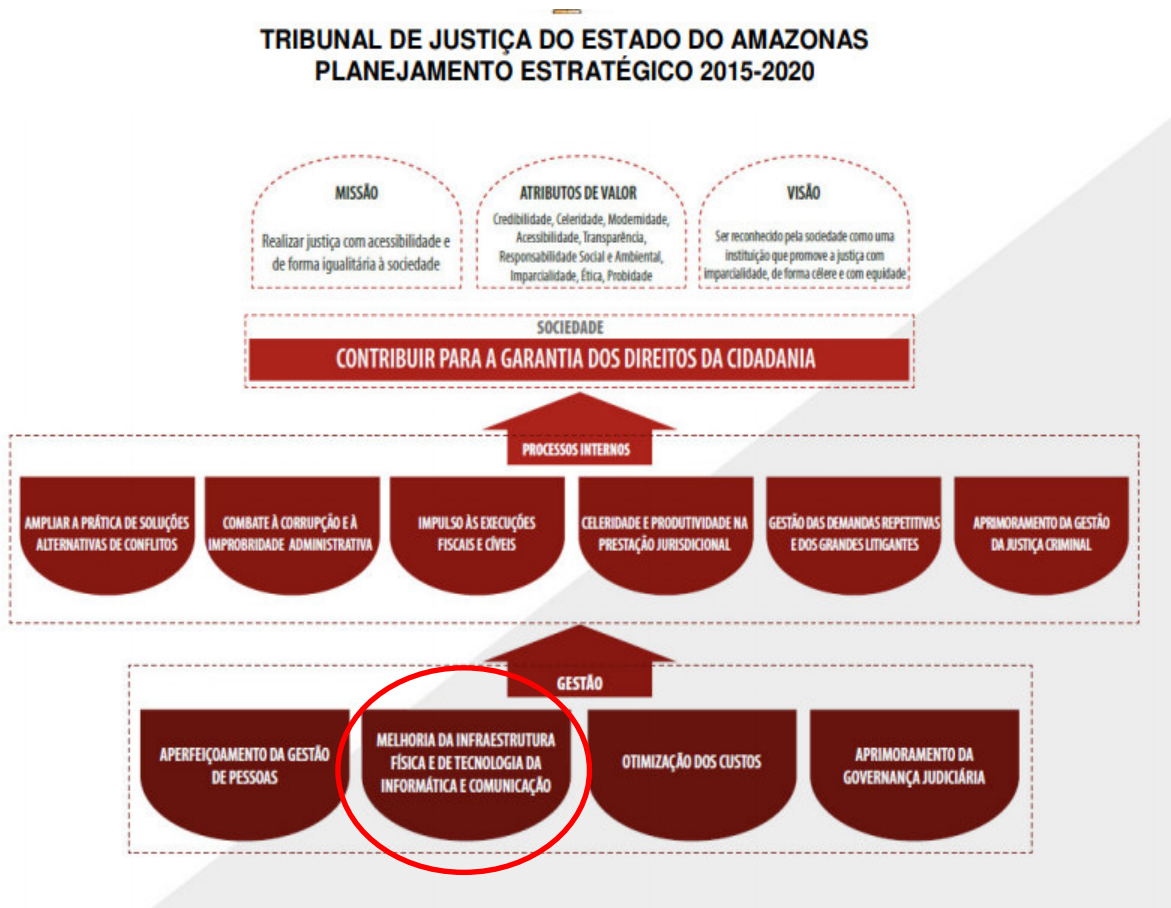 TRIBUNAL DE JUSTIÇA DO ESTADO DO AMAZONAS
PLANEJAMENTO ESTRATÉGICO 2015-2020
MISSÃO
Realizar justiça com acessibilidade e
de forma igualitária à sociedade
ATRIBUTOS DE VALOR
Credibilidade, Celeridade, Modernidade,
Acessibilidade, Transparência,
Responsabilidade Social e Ambiental,
Imparcialidade, Ética, Probidade
VISÃO
Ser reconhecido pela sociedade como uma
instituição que promove a justiça com
imparcialidade, de forma célere e com equidade
SOCIEDADE
CONTRIBUIR PARA A GARANTIA DOS DIREITOS DA CIDADANIA
PROCESSOS INTERNOS
AMPLIAR A PRÁTICA DE SOLUÇÕES
ALTERNATIVAS DE CONFLITOS
COMBATE À CORRUPÇÃO E À
IMPROBRIDADE ADMINISTRATIVA
IMPULSO ÀS EXECUÇÕES
FISCAIS E CÍVEIS
CELERIDADE E PRODUTIVIDADE NA
PRESTAÇÃO JURISDICIONAL
GESTÃO DAS DEMANDAS REPETITIVAS
E DOS GRANDES LITIGANTES
APRIMORAMENTO DA GESTÃO
DA JUSTIÇA CRIMINAL
GESTÃO
APERFEIÇOAMENTO DA GESTÃO
DE PESSOAS
MELHORIA DA INFRAESTRUTURA
FÍSICA E DE TECNOLOGIA DA
INFORMÁTICA E COMUNICAÇÃO
OTIMIZAÇÃO DOS CUSTOS
APRIMORAMENTO DA
GOVERNANÇA JUDICIÁRIA